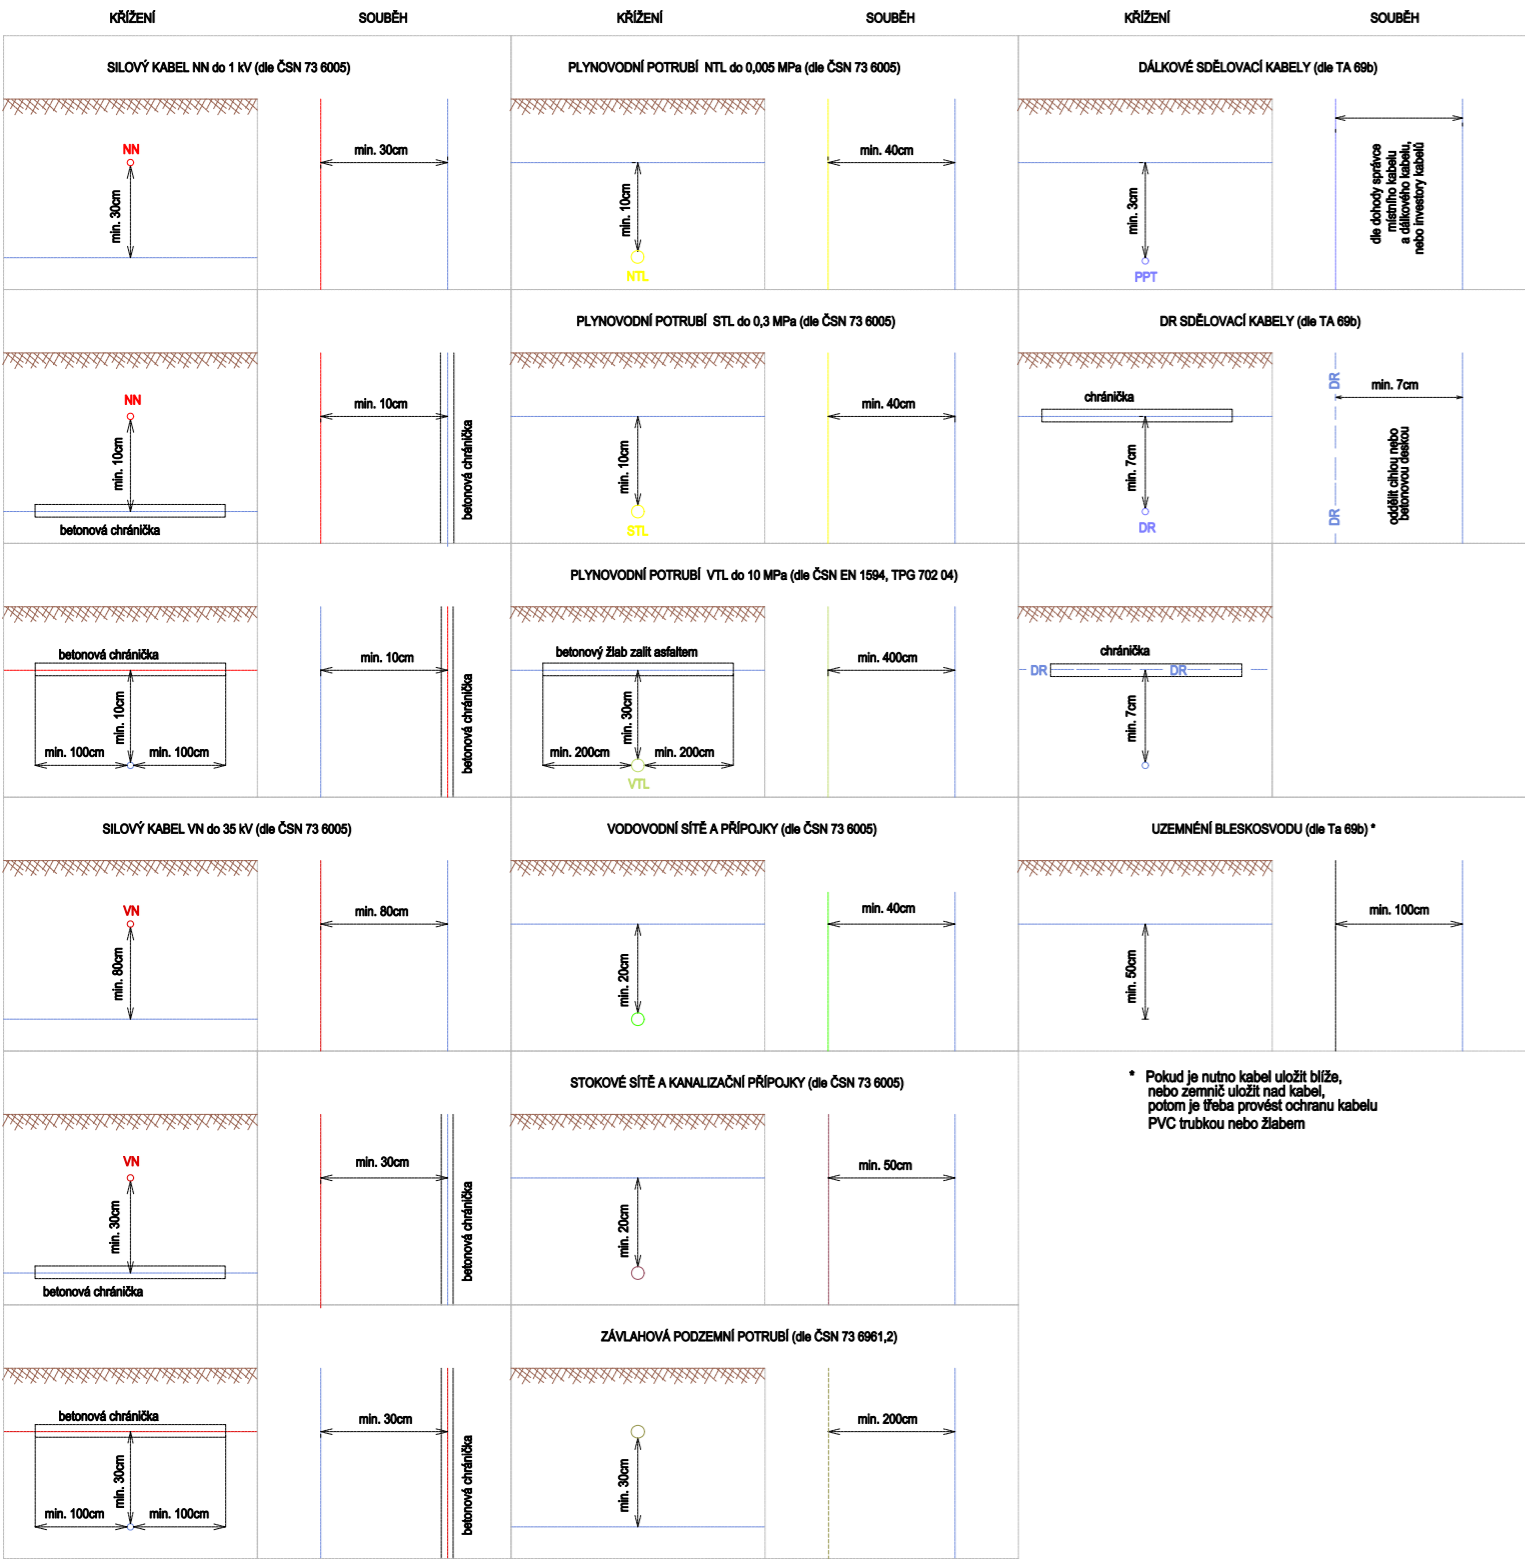 KŘÍŽENÍ
SOUBĚH
KŘÍŽENÍ
SOUBĚH
KŘÍŽENÍ
SOUBĚH
SILOVÝ KABEL NN do 1 kV (dle ČSN 73 6005)
NN
min. 30cm
min. 30cm
PLYNOVODNÍ POTRUBÍ NTL do 0,005 MPa (dle ČSN 73 6005)
min. 10cm
NTL
min. 40cm
DÁLKOVÉ SDĚLOVACÍ KABELY (dle TA 69b)
min. 3cm
PPT
dle dohody správce
místního kabelu
a dálkového kabelu,
nebo investory kabelů
NN
min. 10cm
betonová chránička
min. 10cm
betonová chránička
PLYNOVODNÍ POTRUBÍ STL do 0,3 MPa (dle ČSN 73 6005)
min. 10cm
STL
min. 40cm
DR SDĚLOVACÍ KABELY (dle TA 69b)
chránička
min. 7cm
DR
DR
min. 7cm
oddělit cihlou nebo
betonovou deskou
DR
betonová chránička
min. 10cm
min. 100cm
min. 100cm
min. 10cm
betonová chránička
PLYNOVODNÍ POTRUBÍ VTL do 10 MPa (dle ČSN EN 1594, TPG 702 04)
betonový žlab zalit asfaltem
min. 30cm
min. 200cm
min. 200cm
VTL
min. 400cm
chránička
DR
DR
min. 7cm
SILOVÝ KABEL VN do 35 kV (dle ČSN 73 6005)
VN
min. 80cm
min. 80cm
VODOVODNÍ SÍTĚ A PŘÍPOJKY (dle ČSN 73 6005)
min. 20cm
min. 40cm
UZEMNÉNÍ BLESKOSVODU (dle Ta 69b) *
min. 50cm
min. 100cm
* Pokud je nutno kabel uložit blíže,
nebo zemnič uložit nad kabel,
potom je třeba provést ochranu kabelu
PVC trubkou nebo žlabem
VN
min. 30cm
betonová chránička
min. 30cm
betonová chránička
STOKOVÉ SÍTĚ A KANALIZAČNÍ PŘÍPOJKY (dle ČSN 73 6005)
min. 20cm
min. 50cm
betonová chránička
min. 30cm
min. 100cm
min. 100cm
min. 30cm
betonová chránička
ZÁVLAHOVÁ PODZEMNÍ POTRUBÍ (dle ČSN 73 6961,2)
min. 30cm
min. 200cm